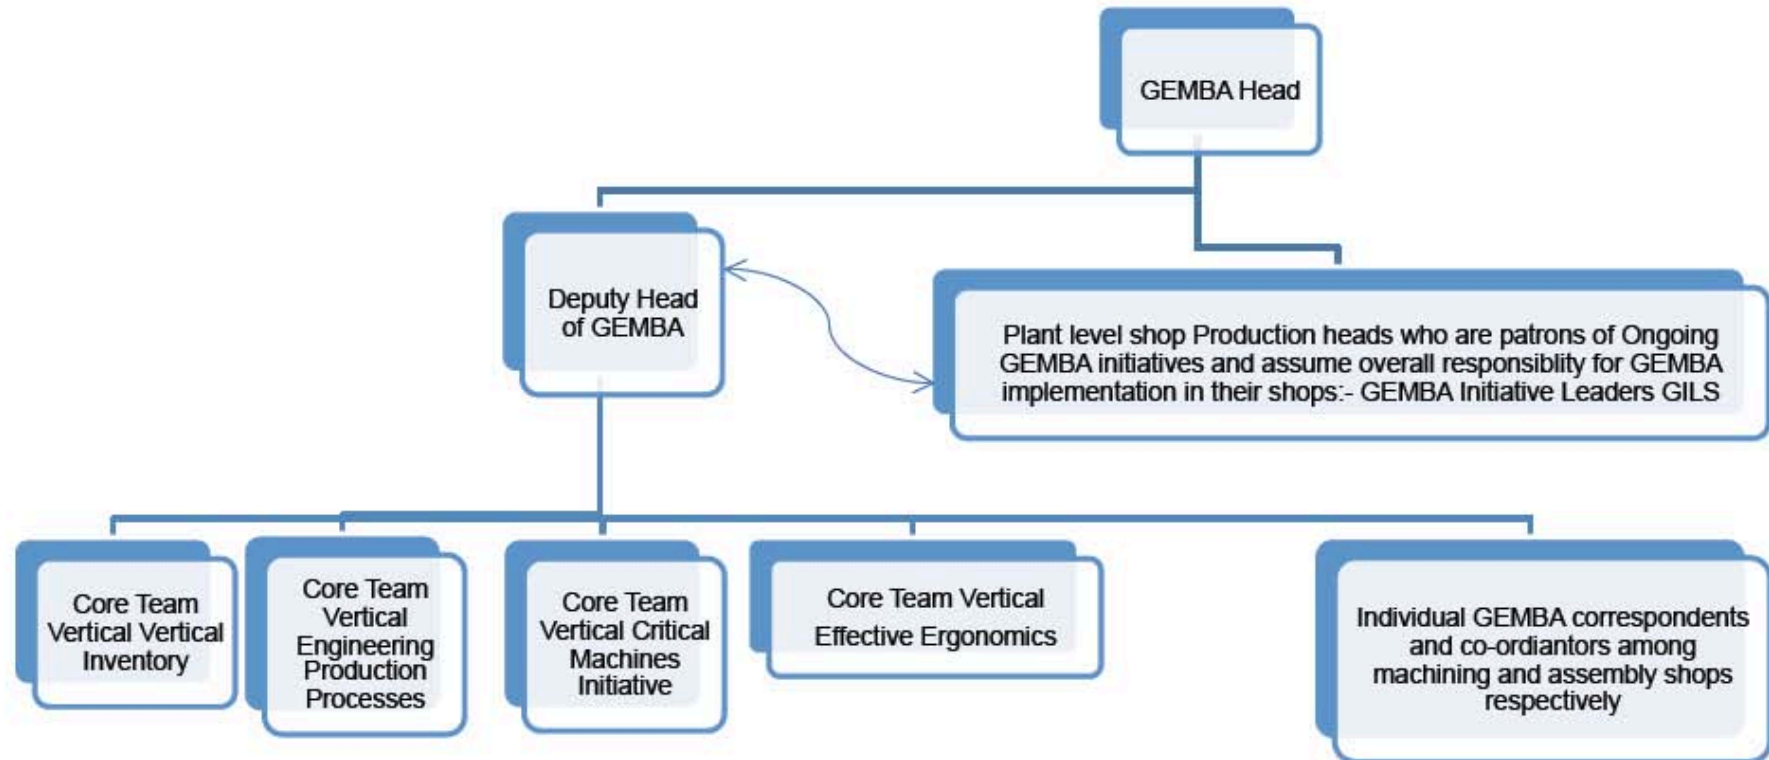 GEMBA Head
Deputy Head
of GEMBA
Plant level shop Production heads who are patrons of Ongoing
GEMBA initiatives and assume overall responsiblity for GEMBA
implementation in their shops:- GEMBA Initiative Leaders GILS
Core Team
Vertical Vertical
Inventory
Core Team
Vertical
Engineering
Production
Processes
Core Team
Vertical Critical
Machines
Initiative
Core Team Vertical
Effective Ergonomics
Individual GEMBA correspondents
and co-ordiantors among
machining and assembly shops
respectively